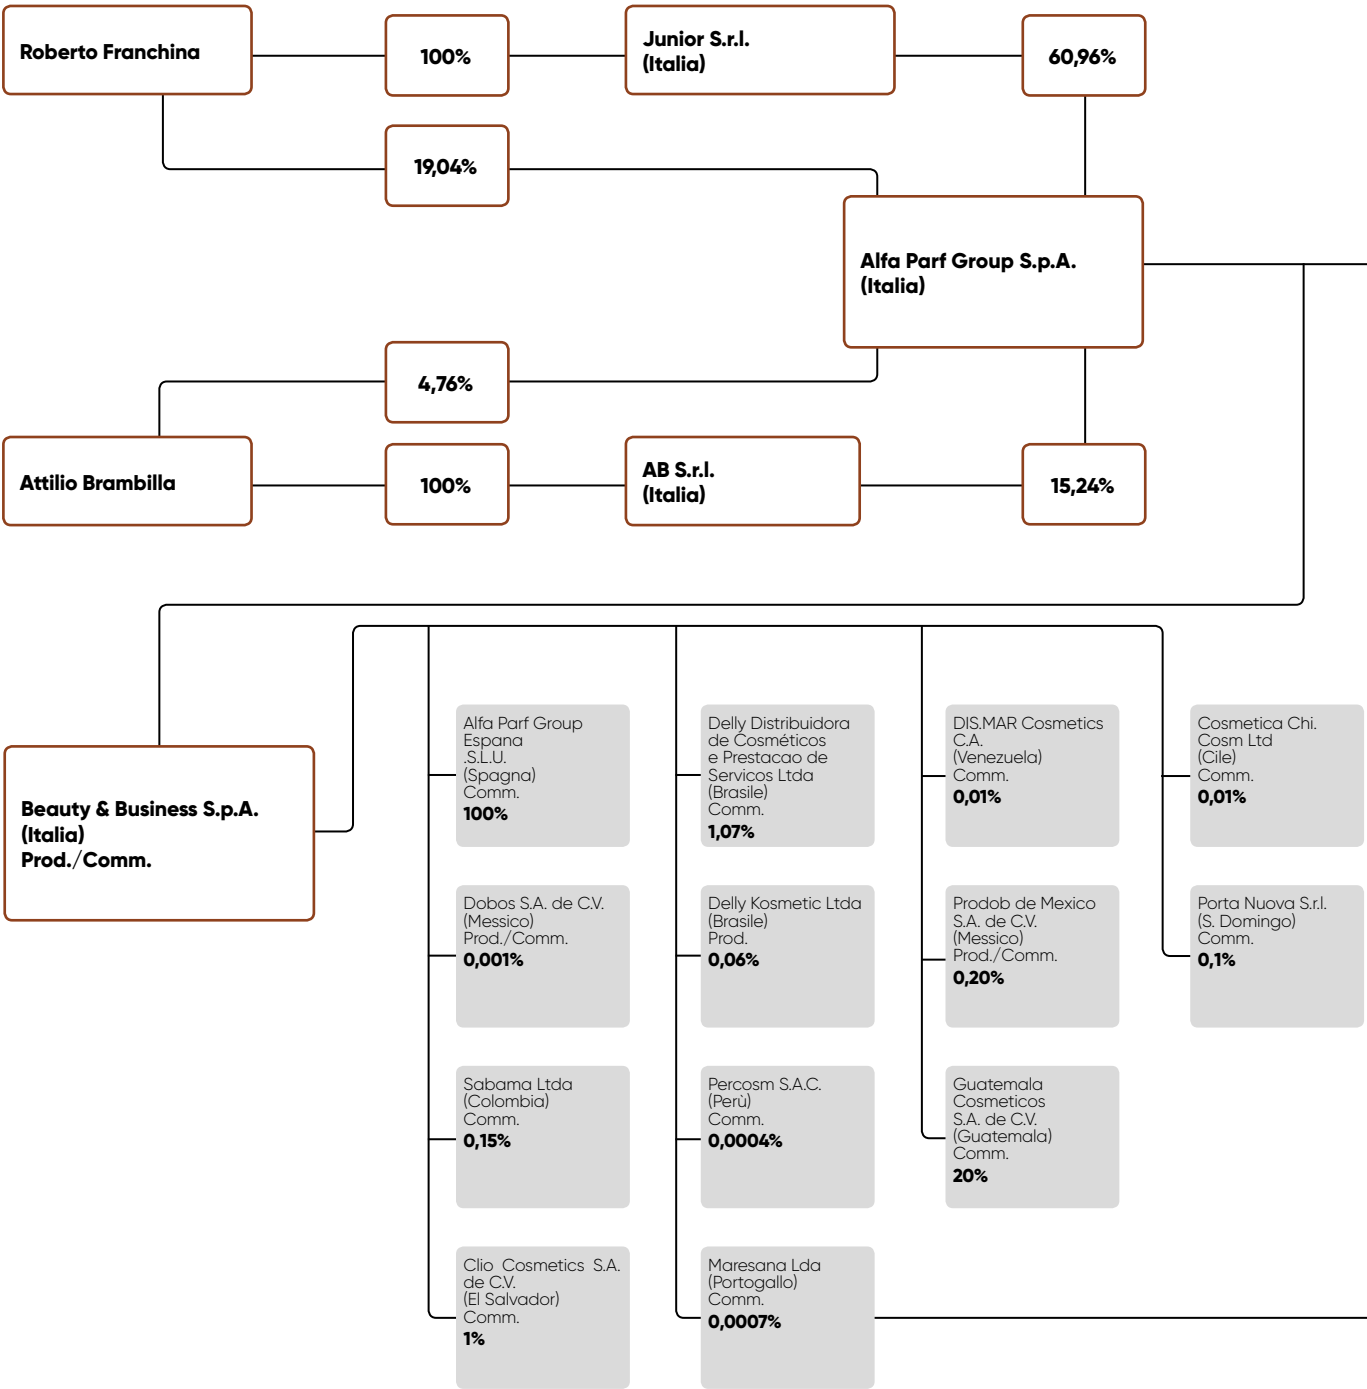 Roberto Franchina
100%
Junior S.r.l.
(Italia)
60,96%
19,04%
Alfa Parf Group S.p.A.
(Italia)
4,76%
Attilio Brambilla
100%
AB S.r.l.
(Italia)
15,24%
Beauty & Business S.p.A.
(Italia)
Prod./Comm.
Alfa Parf Group
Espana
.S.L.U.
(Spagna)
Comm.
100%
Delly Distribuidora
de Cosméticos
e Prestacao de
Servicos Ltda
(Brasile)
Comm.
1,07%
DIS.MAR Cosmetics
C.A.
(Venezuela)
Comm.
0,01%
Cosmetica Chi.
Cosm Ltd
(Cile)
Comm.
0,01%
Dobos S.A. de C.V.
(Messico)
Prod./Comm.
0,001%
Delly Kosmetic Ltda
(Brasile)
Prod.
0,06%
Prodob de Mexico
S.A. de C.V.
(Messico)
Prod./Comm.
0,20%
Porta Nuova S.r.l.
(S. Domingo)
Comm.
0,1%
Sabama Ltda
(Colombia)
Comm.
0,15%
Percosm S.A.C.
(Perù)
Comm.
0,0004%
Guatemala
Cosmeticos
S.A. de C.V.
(Guatemala)
Comm.
20%
Clio Cosmetics S.A.
de C.V.
(El Salvador)
Comm.
1%
Maresana Lda
(Portogallo)
Comm.
0,0007%